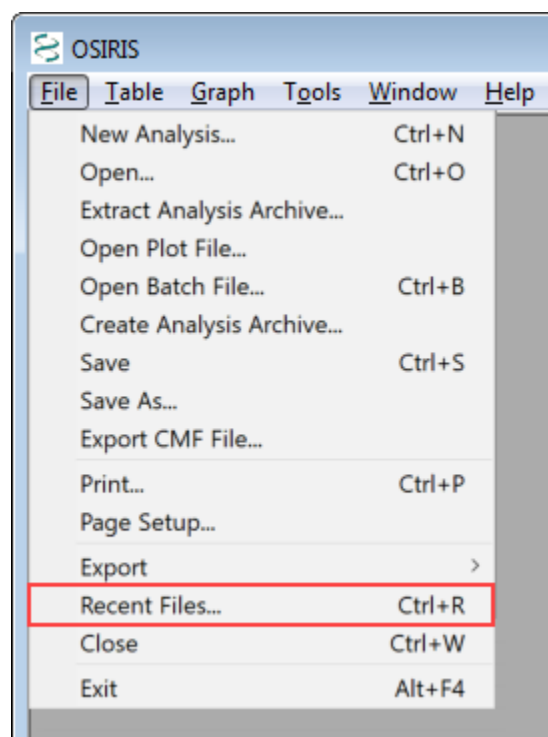 OSIRIS
File Table Graph Tools Window Help
New Analysis... Ctrl+N
Open... Ctrl+O
Extract Analysis Archive...
Open Plot File...
Open Batch File... Ctrl+B
Create Analysis Archive...
Save Ctrl+S
Save As...
Export CMF File...
Print... Ctrl+P
Page Setup...
Export >
Recent Files... Ctrl+R
Close Ctrl+W
Exit Alt+F4